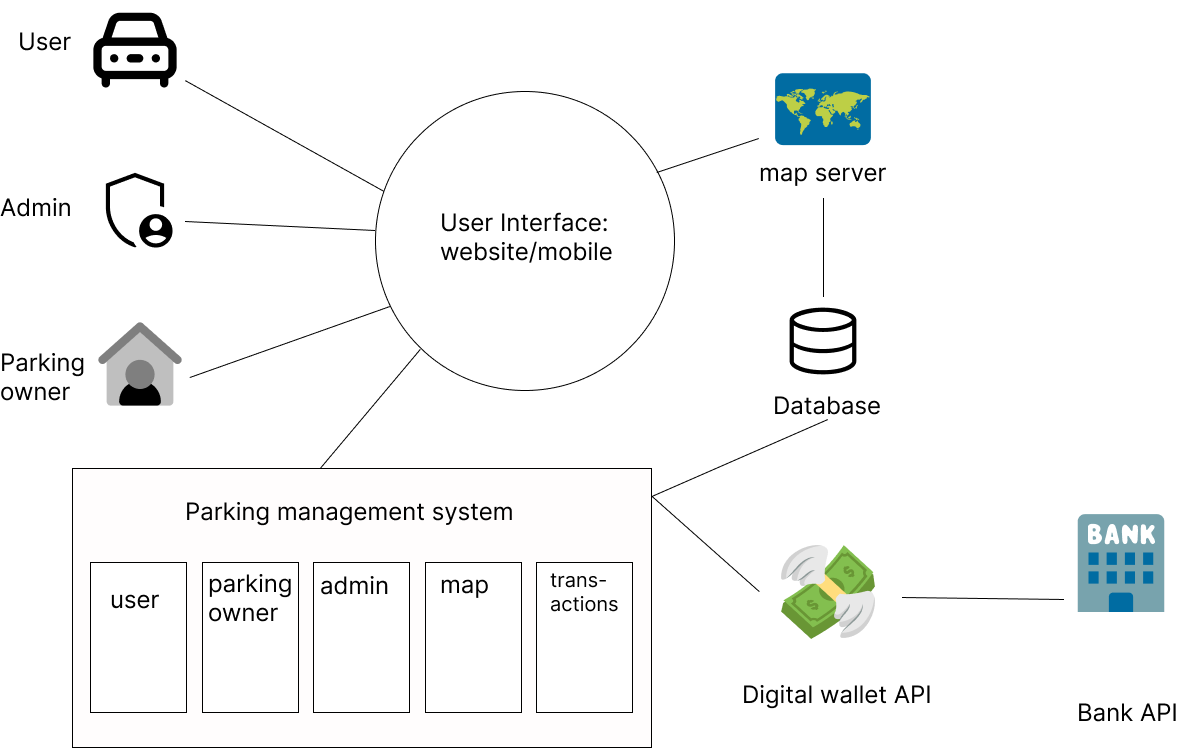 User
Admin
Parking
owner
User Interface:
website/mobile
map server
Database
Parking management system
user
parking
owner
admin
map
trans-
actions
$
$
Digital wallet API
BANK
Bank API